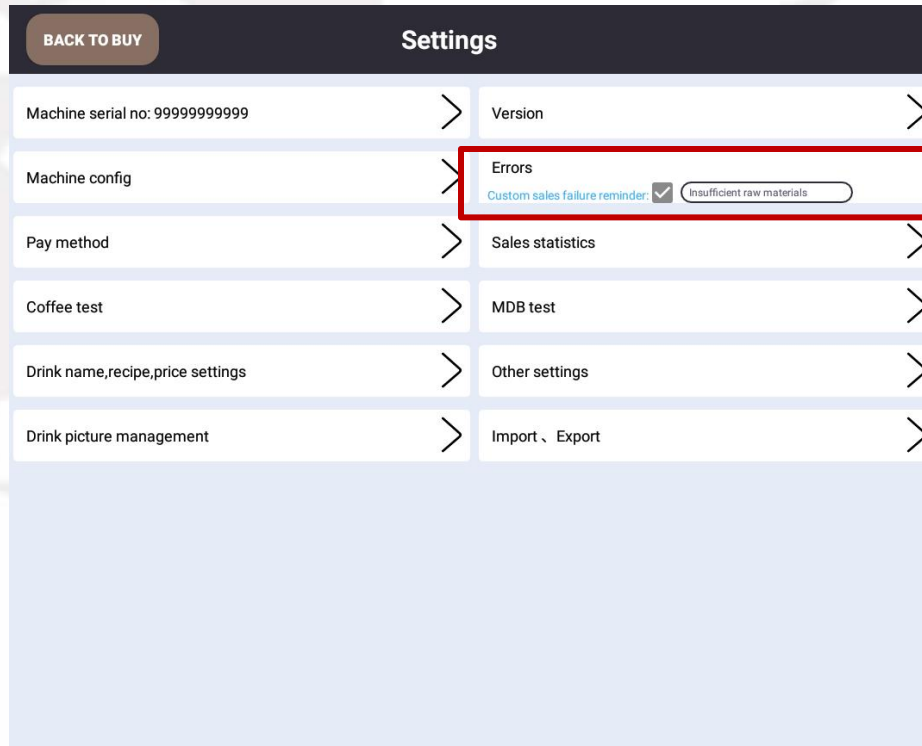 BACK TO BUY
Settings
Machine serial no: 99999999999
Version
Machine config
Errors
Custom sales failure reminder:
Insufficient raw materials
Pay method
Sales statistics
Coffee test
MDB test
Drink name,recipe,price settings
Other settings
Drink picture management
Import、Export